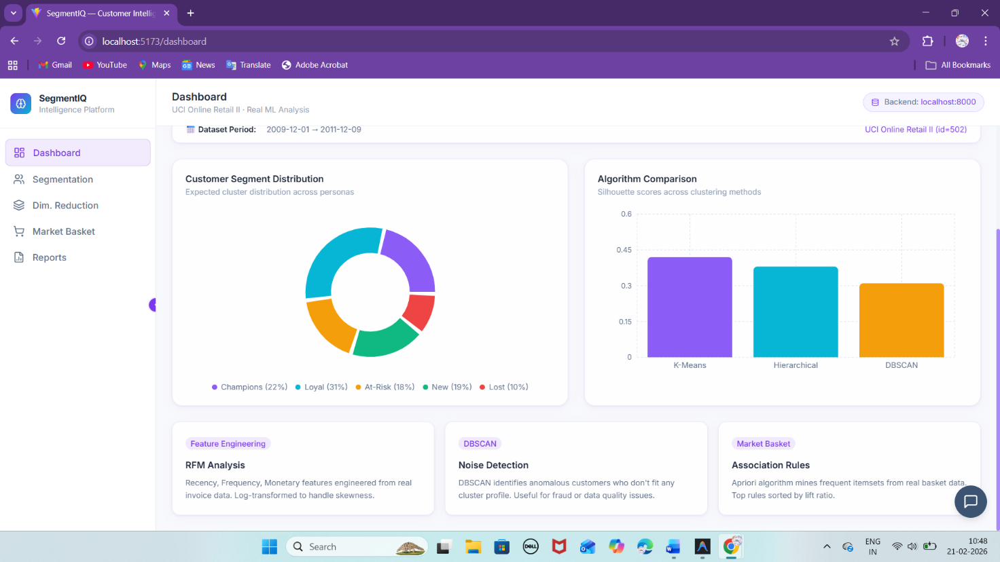 SegmentIQ — Customer Intellig
localhost:5173/dashboard
Gmail
YouTube
Maps
News
Translate
Adobe Acrobat
All Bookmarks
SegmentIQ
Intelligence Platform
Dashboard
Segmentation
Dim. Reduction
Market Basket
Reports
Dashboard
UCI Online Retail II · Real ML Analysis
Backend: localhost:8000
Dataset Period: 2009-12-01 → 2011-12-09
UCI Online Retail II (id=502)
Customer Segment Distribution
Expected cluster distribution across personas
Champions (22%)
Loyal (31%)
At-Risk (18%)
New (19%)
Lost (10%)
Algorithm Comparison
Silhouette scores across clustering methods
0.6
0.45
0.3
0.15
0
K-Means
Hierarchical
DBSCAN
Feature Engineering
RFM Analysis
Recency, Frequency, Monetary features engineered from real
invoice data. Log-transformed to handle skewness.
DBSCAN
Noise Detection
DBSCAN identifies anomalous customers who don't fit any
cluster profile. Useful for fraud or data quality issues.
Market Basket
Association Rules
Apriori algorithm mines frequent itemsets from real basket data.
Top rules sorted by lift ratio.
Search
DELL
ENG
IN
10:48
21-02-2026